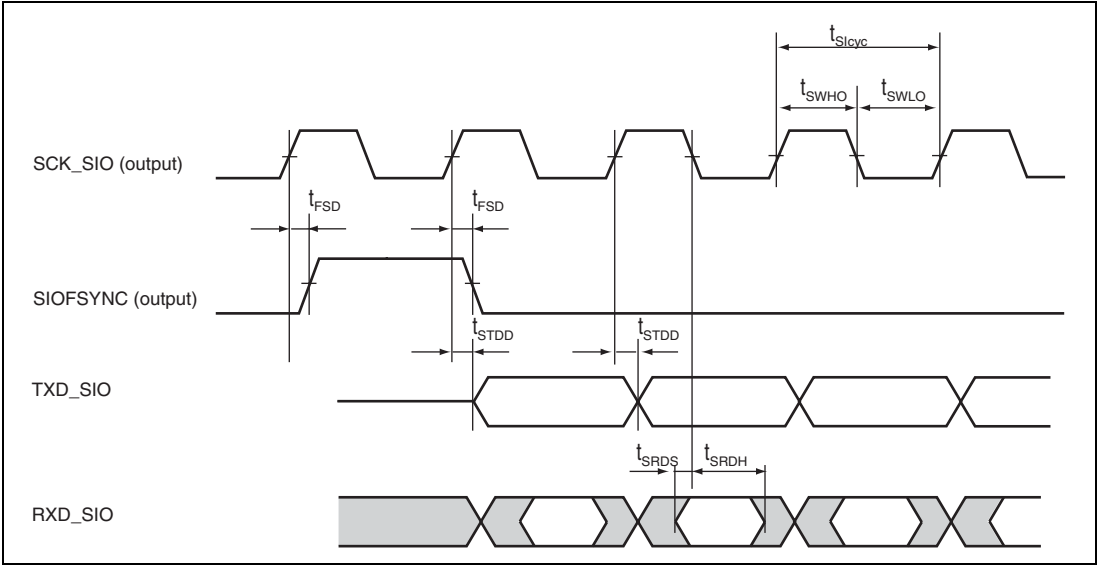 tSIcyc
tSWHO tSWLO
SCK_SIO (output)
tFSD tFSD
SIOFSYNC (output)
tSTDD tSTDD
TXD_SIO
tSRDS tSRDH
RXD_SIO